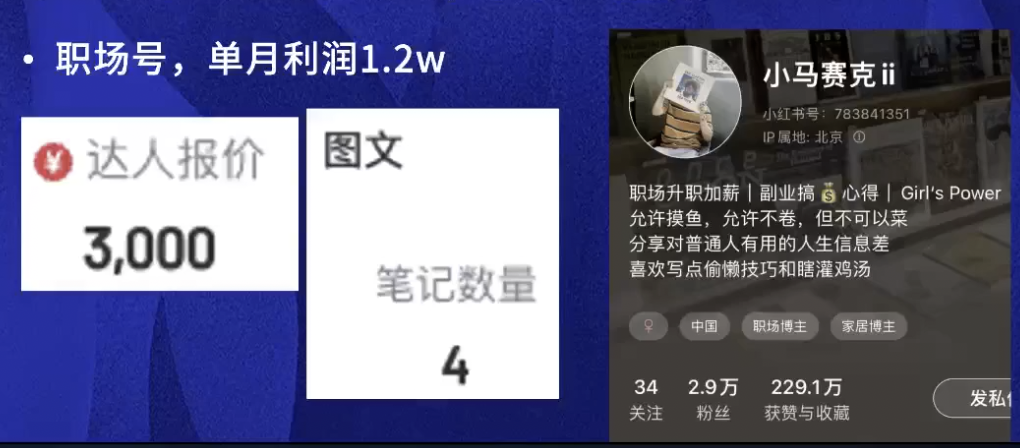 • 职场号，单月利润1.2w
¥ 达人报价
3,000
图文
笔记数量
4
小马赛克ii
小红书号：783841351
IP属地: 北京
职场升职加薪｜副业搞💰心得｜ Girl's Power
允许摸鱼，允许不卷，但不可以菜
分享对普通人有用的人生信息差
喜欢写点偷懒技巧和瞎灌鸡汤
♀ 中国 职场博主 家居博主
34 2.9万 229.1万
关注 粉丝 获赞与收藏
发私